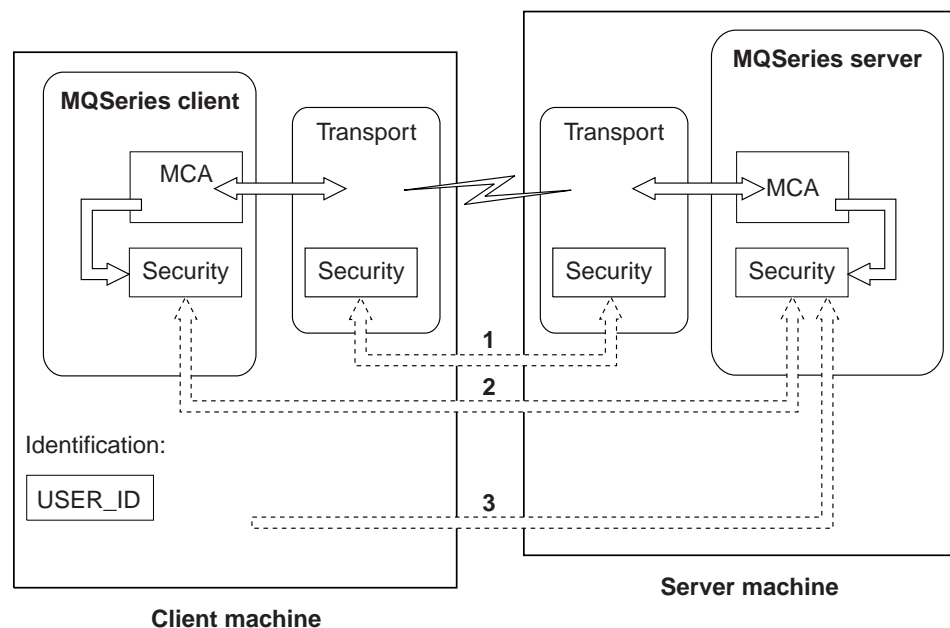 MQSeries server
MQSeries client
Transport
Transport
MCA
MCA
Security
Security
Security
Security
1
2
Identification:
USER_ID
3
Server machine
Client machine